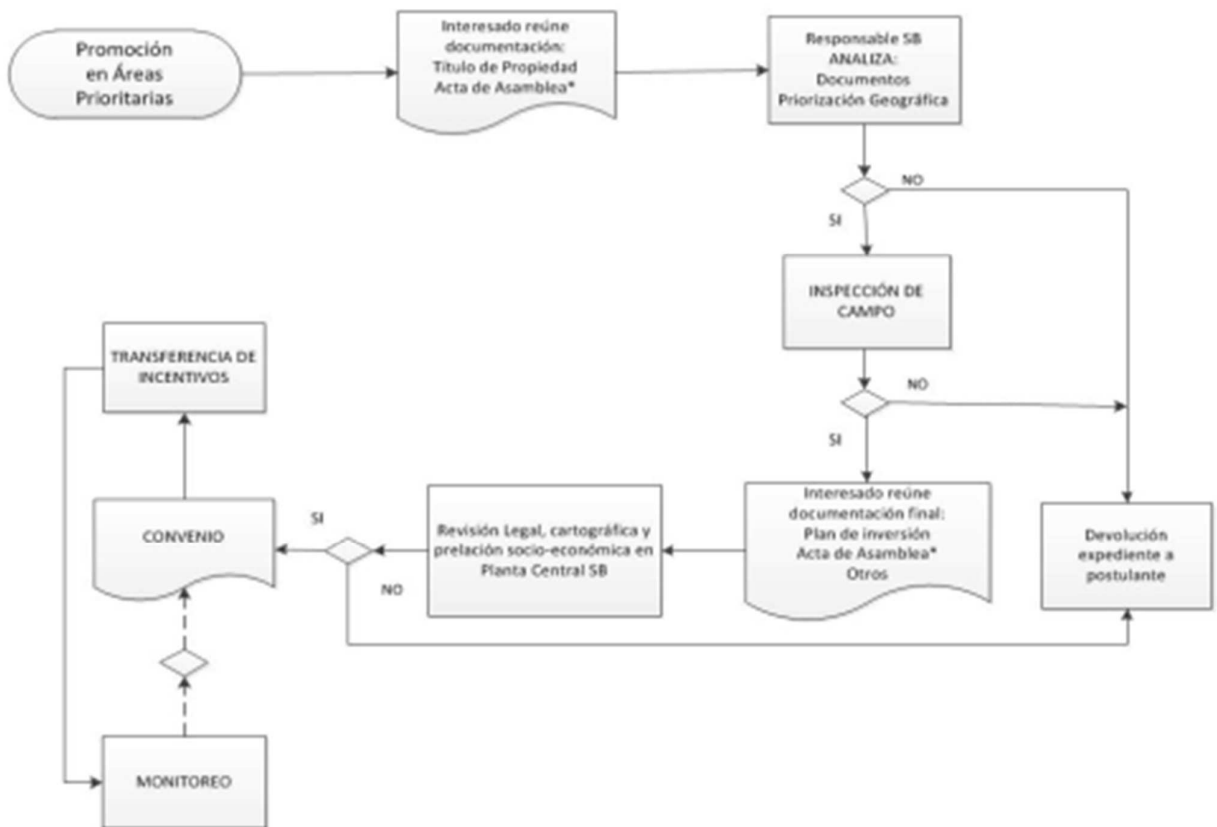 Promoción
en Áreas
Prioritarias
Interesado reúne
documentación:
Título de Propiedad
Acta de Asamblea*
Responsable SB
ANALIZA:
Documentos
Priorización Geográfica
NO
SI
INSPECCIÓN DE
CAMPO
NO
SI
Interesado reúne
documentación final:
Plan de inversión
Acta de Asamblea*
Otros
Devolución
expediente a
postulante
Revisión Legal, cartográfica y
prelación socio-económica en
Planta Central SB
SI
NO
CONVENIO
TRANSFERENCIA DE
INCENTIVOS
MONITOREO